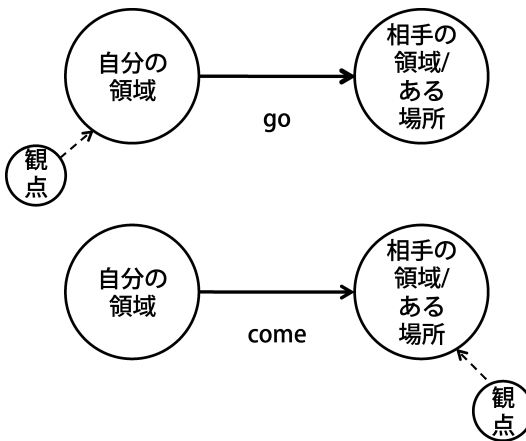 自分の
領域
相手の
領域/
ある
場所
go
観
点
自分の
領域
相手の
領域/
ある
場所
come
観
点